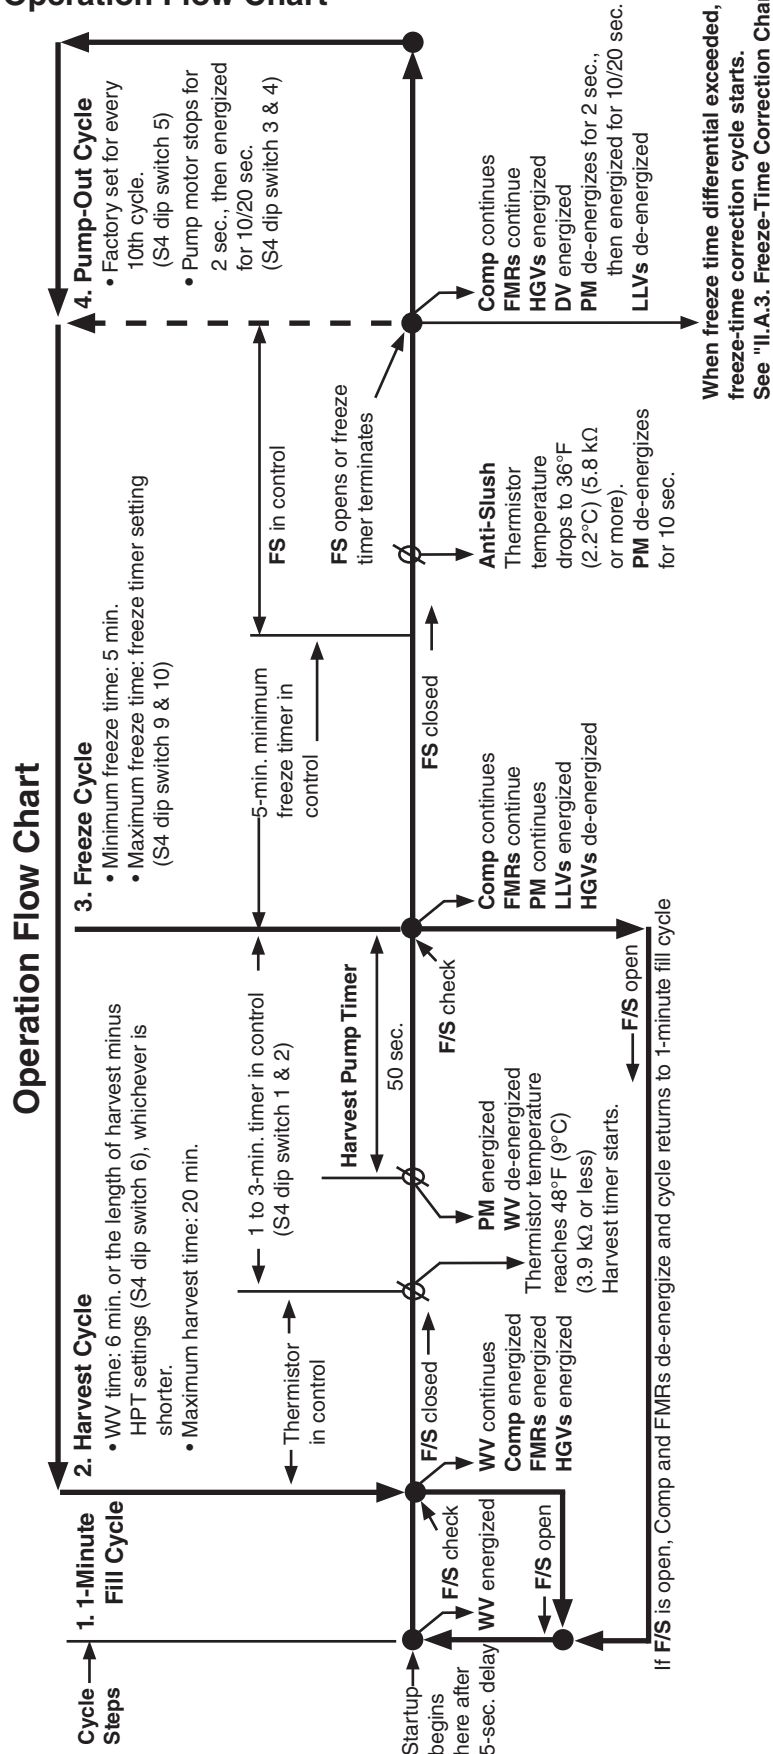 Operation Flow Chart
Operation Flow Chart
Cycle
Steps
1. 1-Minute
Fill Cycle
2. Harvest Cycle
• WV time: 6 min. or the length of harvest minus
HPT settings (S4 dip switch 6), whichever is
shorter.
• Maximum harvest time: 20 min.
3. Freeze Cycle
• Minimum freeze time: 5 min.
• Maximum freeze time: freeze timer setting
(S4 dip switch 9 & 10)
4. Pump-Out Cycle
• Factory set for every
10th cycle.
(S4 dip switch 5)
• Pump motor stops for
2 sec., then energized
for 10/20 sec.
(S4 dip switch 3 & 4)
Thermistor
in control
1 to 3-min. timer in control
(S4 dip switch 1 & 2)
Harvest Pump Timer
50 sec.
5-min. minimum
freeze timer in
control
FS in control
FS opens or freeze
timer terminates
Startup
begins
here after
5-sec. delay
F/S check
WV energized
F/S open
F/S closed
WV continues
Comp energized
FMRs energized
HGVs energized
PM energized
WV de-energized
Thermistor temperature
reaches 48°F (9°C)
(3.9 kΩ or less)
Harvest timer starts.
F/S check
F/S open
Comp continues
FMRs continue
PM continues
LLVs energized
HGVs de-energized
FS closed
Anti-Slush
Thermistor
temperature
drops to 36°F
(2.2°C) (5.8 kΩ
or more).
PM de-energizes
for 10 sec.
Comp continues
FMRs continue
HGVs energized
DV energized
PM de-energizes for 2 sec.,
then energized for 10/20 sec.
LLVs de-energized
If F/S is open, Comp and FMRs de-energize and cycle returns to 1-minute fill cycle
When freeze time differential exceeded,
freeze-time correction cycle starts.
See "II.A.3. Freeze-Time Correction